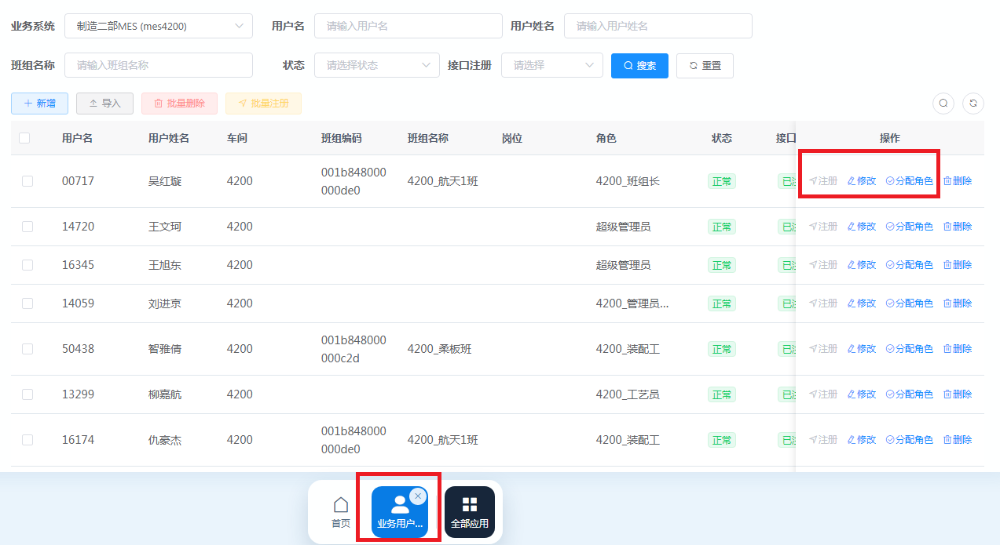 业务系统 制造二部MES (mes4200) 用户名 请输入用户名 用户姓名 请输入用户姓名
班组名称 请输入班组名称 状态 请选择状态 接口注册 请选择 搜索 重置
新增 导入 批量删除 批量注册
用户名 用户姓名 车间 班组编码 班组名称 岗位 角色 状态 接口 操作
00717 吴红璇 4200 001b848000 4200_航天1班 4200_班组长 正常 已注 注册 修改 分配角色 删除
000de0
14720 王文珂 4200 超级管理员 正常 已注 注册 修改 分配角色 删除
16345 王旭东 4200 超级管理员 正常 已注 注册 修改 分配角色 删除
14059 刘进京 4200 4200_管理员... 正常 已注 注册 修改 分配角色 删除
50438 智雅倩 4200 001b848000 4200_柔板班 4200_装配工 正常 已注 注册 修改 分配角色 删除
000c2d
13299 柳嘉航 4200 4200_工艺员 正常 已注 注册 修改 分配角色 删除
16174 仇豪杰 4200 001b848000 4200_航天1班 4200_装配工 正常 已注 注册 修改 分配角色 删除
000de0
首页 业务用户... 全部应用